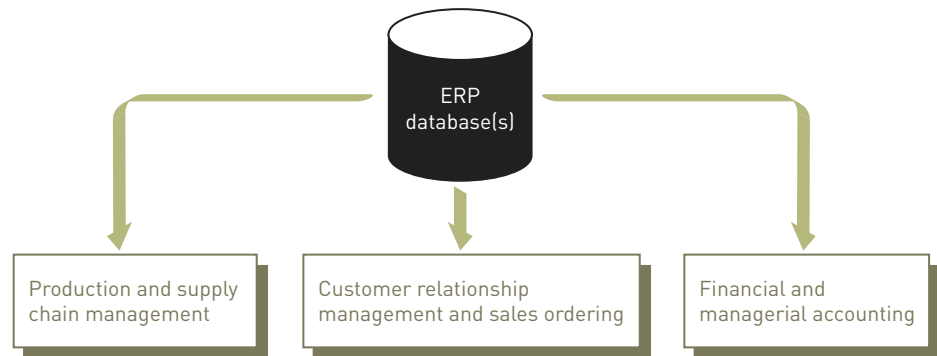 ERP
database(s)
Production and supply
chain management
Customer relationship
management and sales ordering
Financial and
managerial accounting